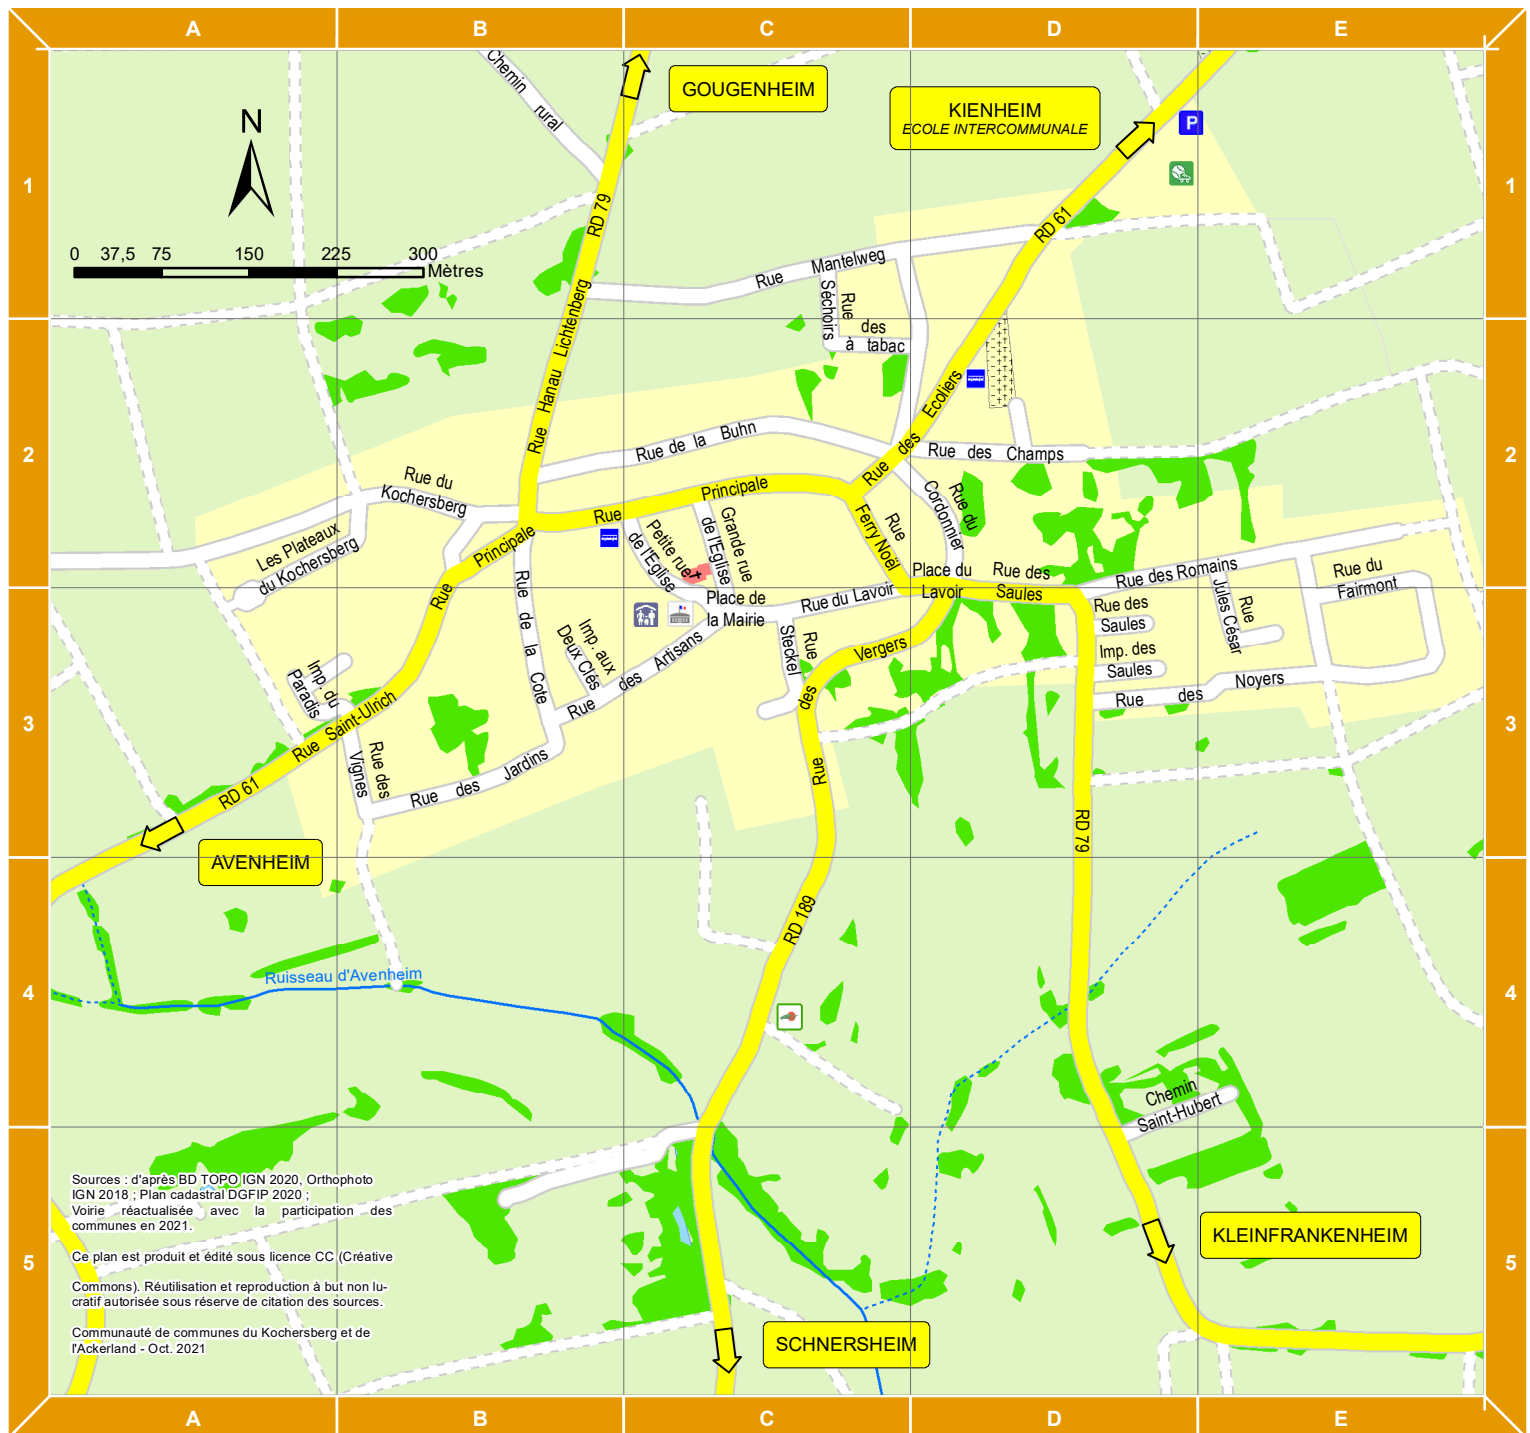 A B C D E
1
1
2
2
3
3
4
4
5
5
A B C D E
N
0 37,5 75 150 225 300
Mètres
GOUGENHEIM
KIENHEIM
ECOLE INTERCOMMUNALE
P
Chemin rural
RD 79
RD 61
Rue Mantelweg
Rue des
Séchoirs
à tabac
Rue Hanau Lichtenberg
Rue des Ecoliers
Rue de la Buhn
Rue des Champs
Rue du
Kochersberg
Rue Principale
Rue Principale
Les Plateaux
du Kochersberg
Petite rue
de l'Eglise
Grande rue
de l'Eglise
Rue
Ferry Noël
Rue du
Cordonnier
Place du
Lavoir
Rue des
Saules
Rue des Romains
Rue du
Fairmont
Rue
Jules César
Rue des
Saules
Imp. des
Saules
Rue des Noyers
Place de
la Mairie
Rue du Lavoir
Rue
Steckel
Rue des Vergers
Rue de la Cote
Imp. aux
Deux Clés
Rue des Artisans
Imp. du
Paradis
Rue Saint-Ulrich
Rue des
Vignes
Rue des Jardins
RD 61
RD 79
AVENHEIM
RD 189
Ruisseau d'Avenheim
Chemin
Saint-Hubert
KLEINFRANKENHEIM
SCHNERSHEIM
Sources : d'après BD TOPO IGN 2020, Orthophoto
IGN 2018 ; Plan cadastral DGFIP 2020 ;
Voirie réactualisée avec la participation des
communes en 2021.
Ce plan est produit et édité sous licence CC (Créative
Commons). Réutilisation et reproduction à but non lu-
cratif autorisée sous réserve de citation des sources.
Communauté de communes du Kochersberg et de
l'Ackerland - Oct. 2021